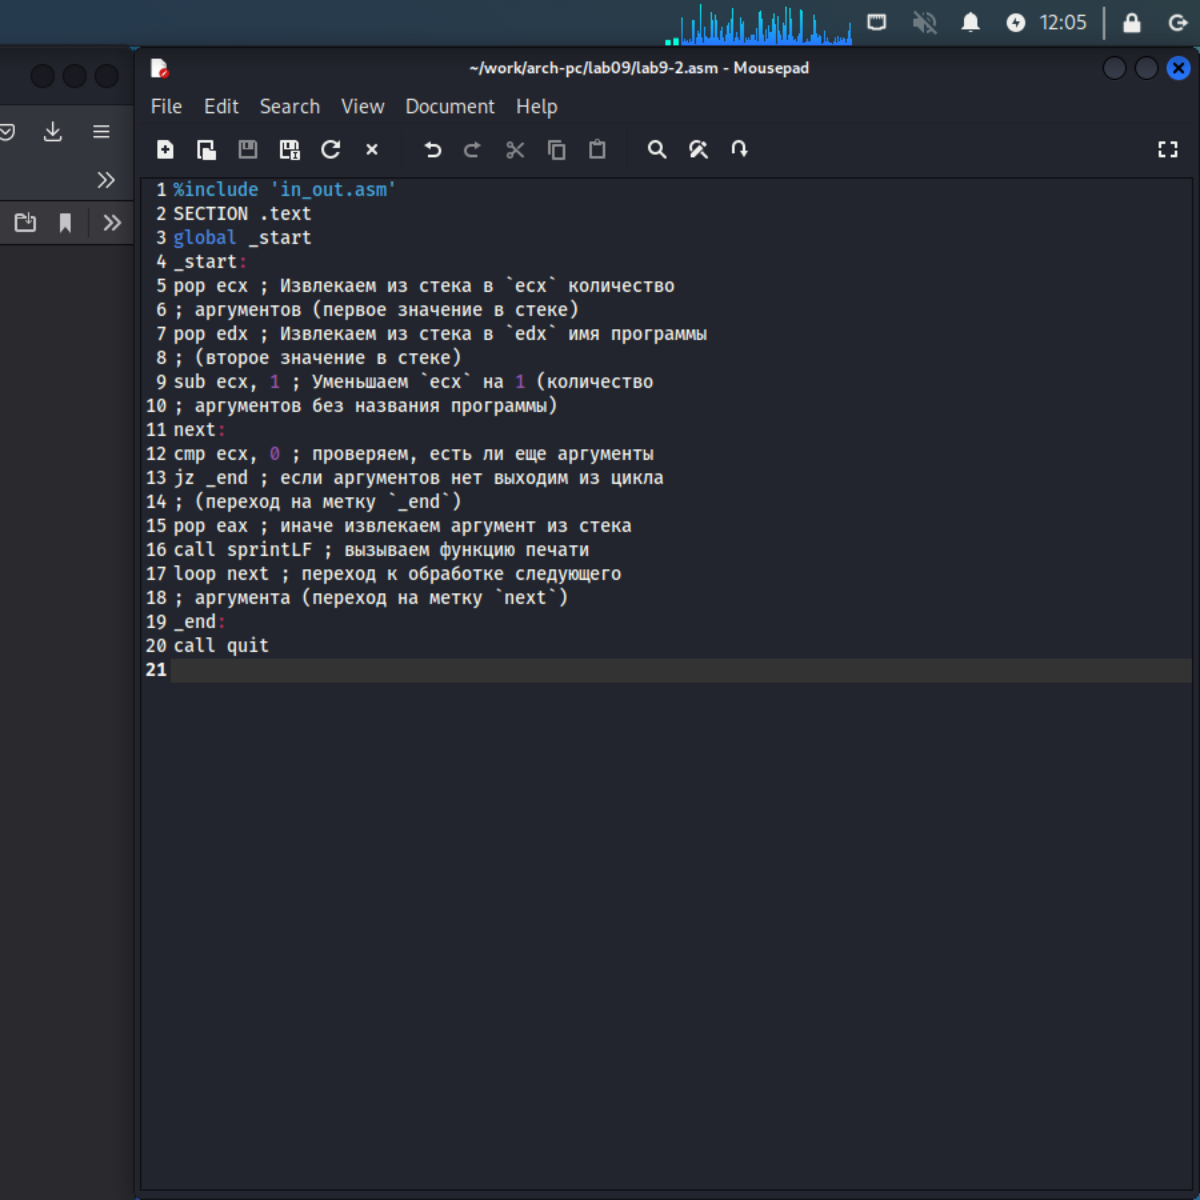 12:05
~/work/arch-pc/lab09/lab9-2.asm - Mousepad
File Edit Search View Document Help
1 %include 'in_out.asm'
2 SECTION .text
3 global _start
4 _start:
5 pop ecx ; Извлекаем из стека в `ecx` количество
6 ; аргументов (первое значение в стеке)
7 pop edx ; Извлекаем из стека в `edx` имя программы
8 ; (второе значение в стеке)
9 sub ecx, 1 ; Уменьшаем `ecx` на 1 (количество
10 ; аргументов без названия программы)
11 next:
12 cmp ecx, 0 ; проверяем, есть ли еще аргументы
13 jz _end ; если аргументов нет выходим из цикла
14 ; (переход на метку `_end`)
15 pop eax ; иначе извлекаем аргумент из стека
16 call sprintLF ; вызываем функцию печати
17 loop next ; переход к обработке следующего
18 ; аргумента (переход на метку `next`)
19 _end:
20 call quit
21